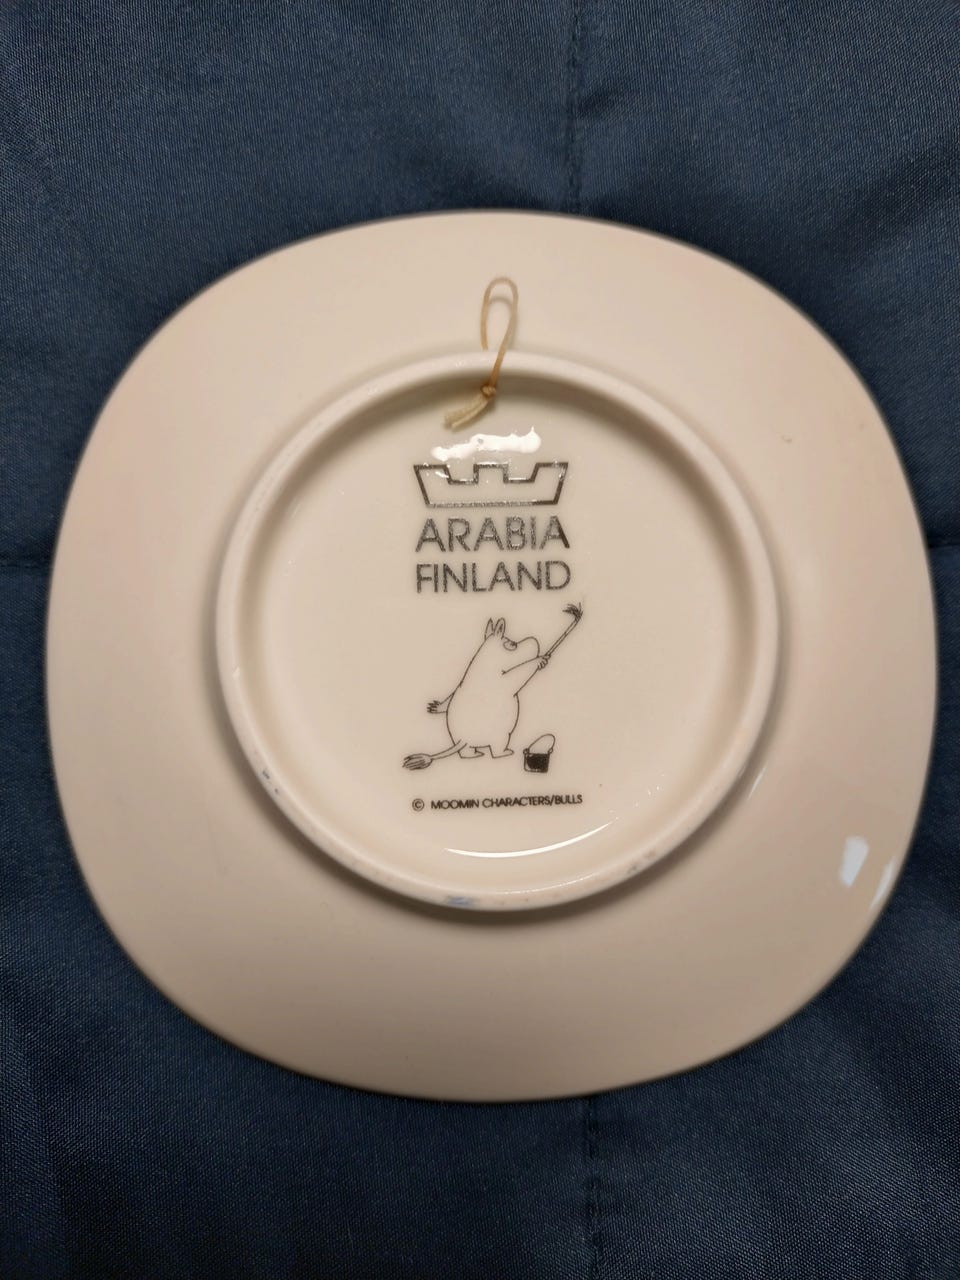 ARABIA
FINLAND
© MOOMIN CHARACTERS/BULLS